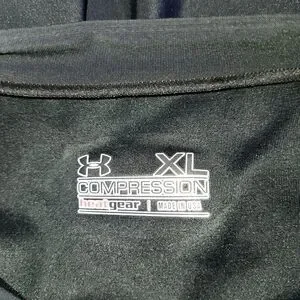 XL
COMPRESSION
heatgear | MADE IN USA